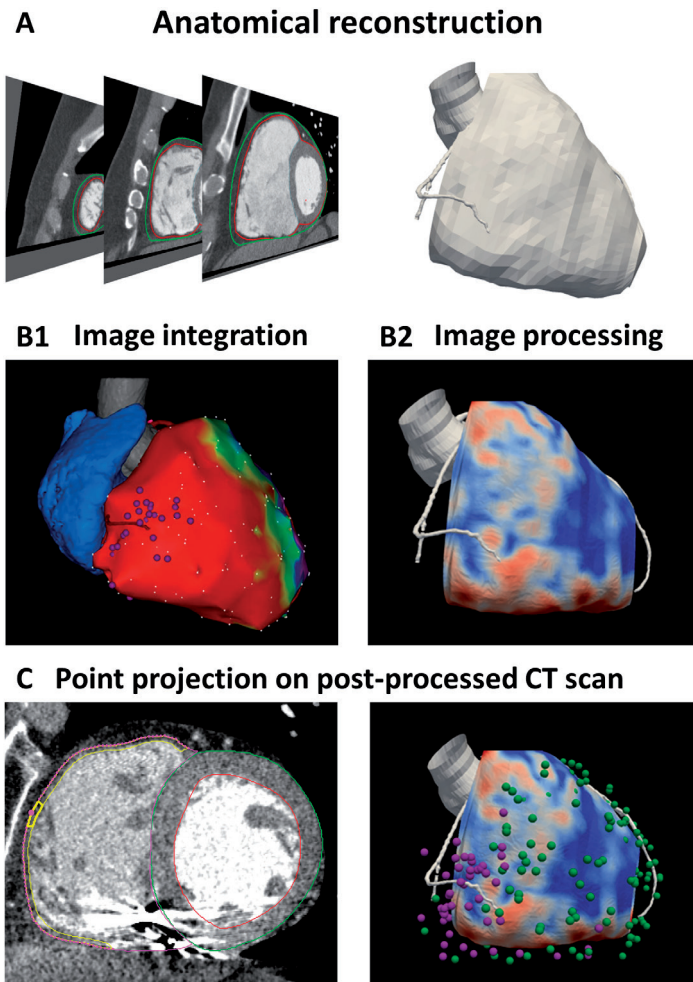 A Anatomical reconstruction
B1 Image integration
B2 Image processing
C Point projection on post-processed CT scan